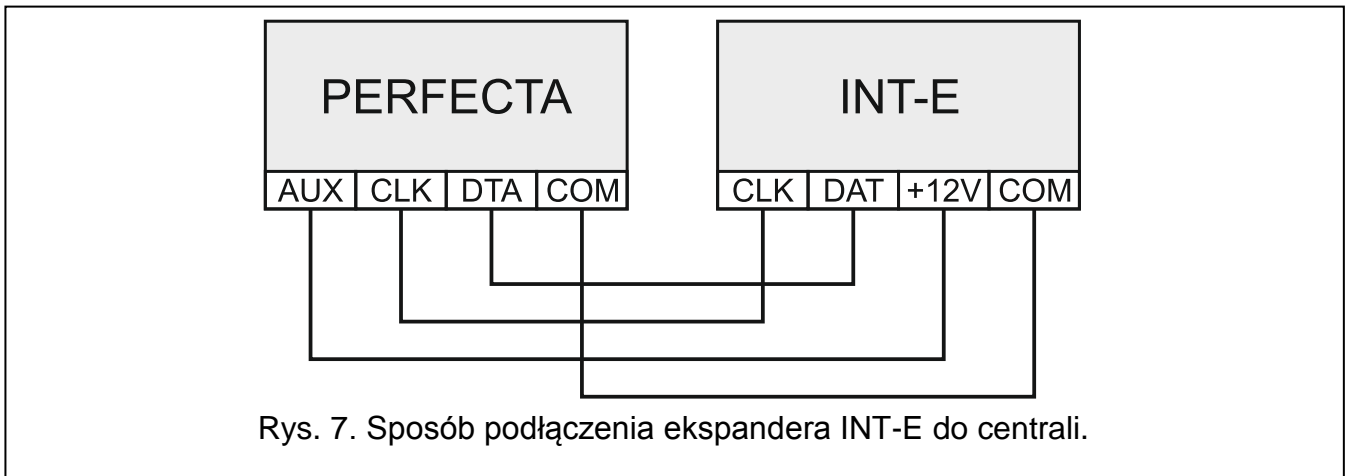 PERFECTA INT-E
AUX CLK DTA COM CLK DAT +12V COM
Rys. 7. Sposób podłączenia ekspandera INT-E do centrali.